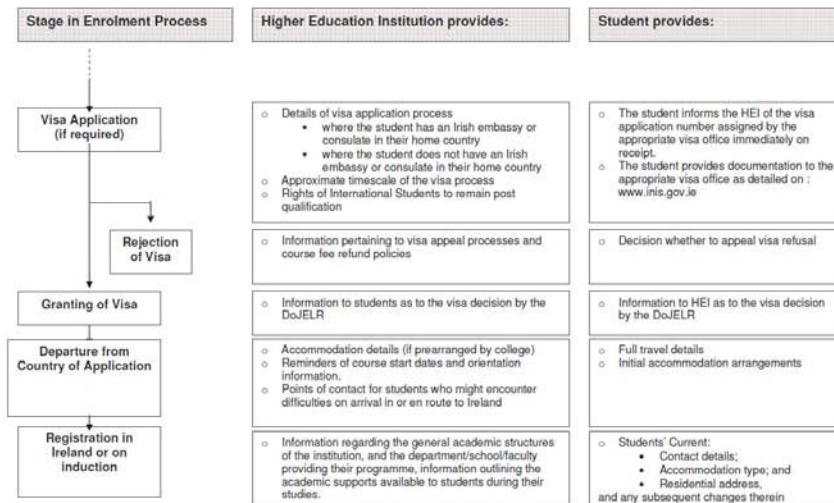 Stage in Enrolment Process
Higher Education Institution provides:
Student provides:
Visa Application
(if required)
o Details of visa application process
• where the student has an Irish embassy or
consulate in their home country
• where the student does not have an Irish
embassy or consulate in their home country
o Approximate timescale of the visa process
o Rights of International Students to remain post
qualification
o The student informs the HEI of the visa
application number assigned by the
appropriate visa office immediately on
receipt.
o The student provides documentation to the
appropriate visa office as detailed on :
www.inis.gov.ie
Rejection
of Visa
o Information pertaining to visa appeal processes and
course fee refund policies
o Decision whether to appeal visa refusal
Granting of Visa
o Information to students as to the visa decision by the
DoJELR
o Information to HEI as to the visa decision
by the DoJELR
Departure from
Country of Application
o Accommodation details (if prearranged by college)
o Reminders of course start dates and orientation
information.
o Points of contact for students who might encounter
difficulties on arrival in or en route to Ireland
o Full travel details
o Initial accommodation arrangements
Registration in
Ireland or on
induction
o Information regarding the general academic structures
of the institution, and the department/school/faculty
providing their programme, information outlining the
academic supports available to students during their
studies.
o Students' Current:
• Contact details;
• Accommodation type; and
• Residential address,
and any subsequent changes therein